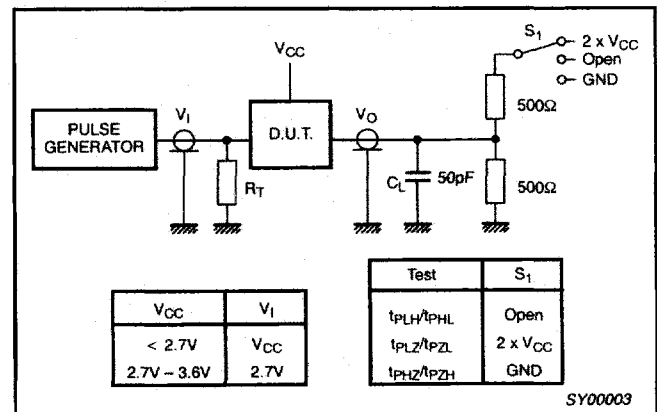 S1
2 x VCC
Open
GND
VCC
500Ω
VI
VO
PULSE
GENERATOR
D.U.T.
RT
CL
50pF
500Ω
VCC VI
< 2.7V VCC
2.7V – 3.6V 2.7V
Test S1
tPLH/tPHL Open
tPLZ/tPZL 2 x VCC
tPHZ/tPZH GND
SY00003